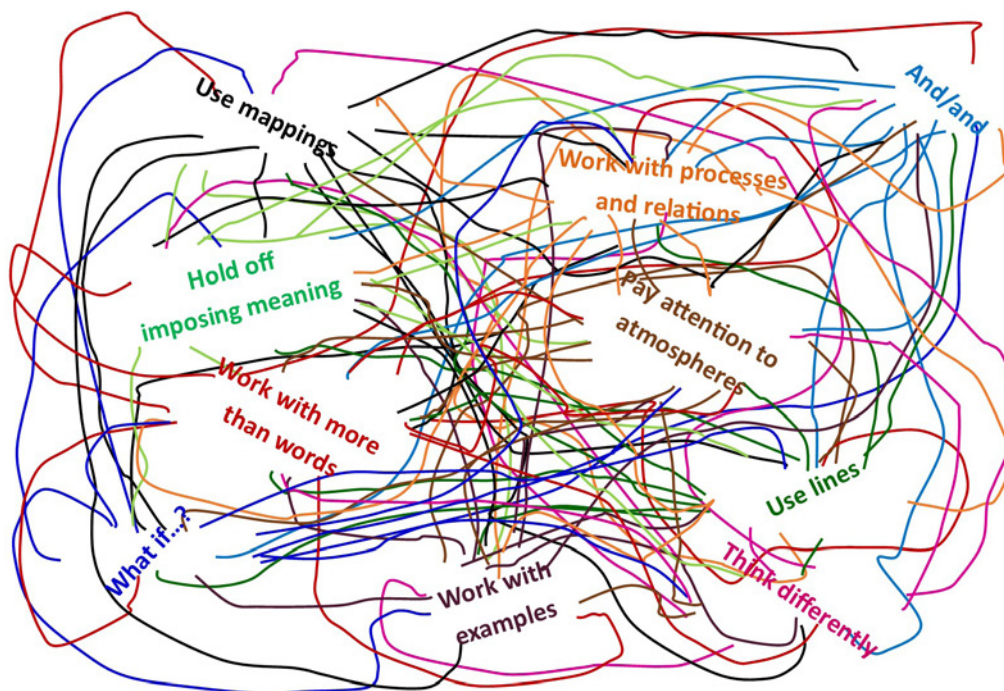 Use mappings
And/and
Work with processes
and relations
Hold off
imposing meaning
Pay attention to
atmospheres
Work with more
than words
Use lines
What if...?
Work with
examples
Think differently